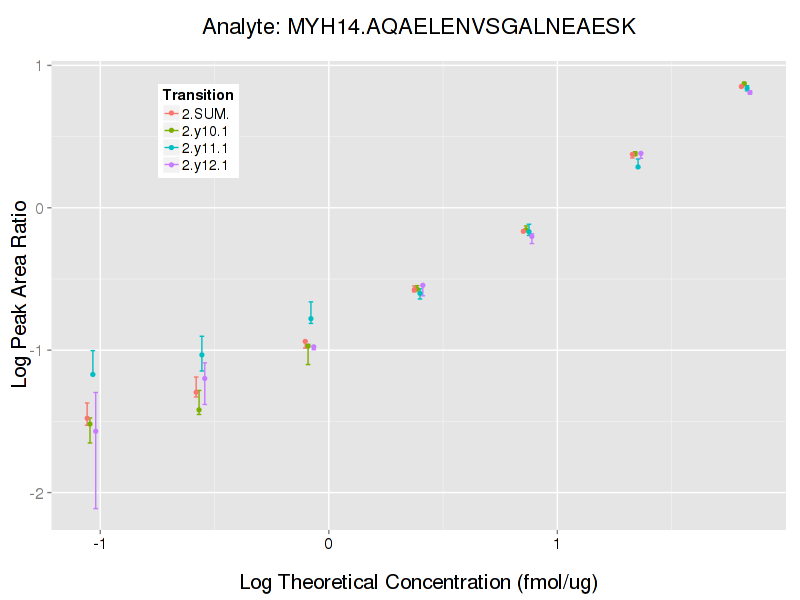 Analyte: MYH14.AQAELENVSGALNEAESK
Log Peak Area Ratio
1
0
-1
-2
Transition
2.SUM.
2.y10.1
2.y11.1
2.y12.1
-1
0
1
Log Theoretical Concentration (fmol/ug)